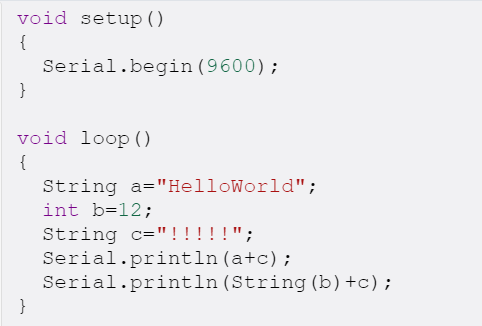 void setup()
{
  Serial.begin(9600);
}

void loop()
{
  String a="HelloWorld";
  int b=12;
  String c="!!!!!";
  Serial.println(a+c);
  Serial.println(String(b)+c);
}